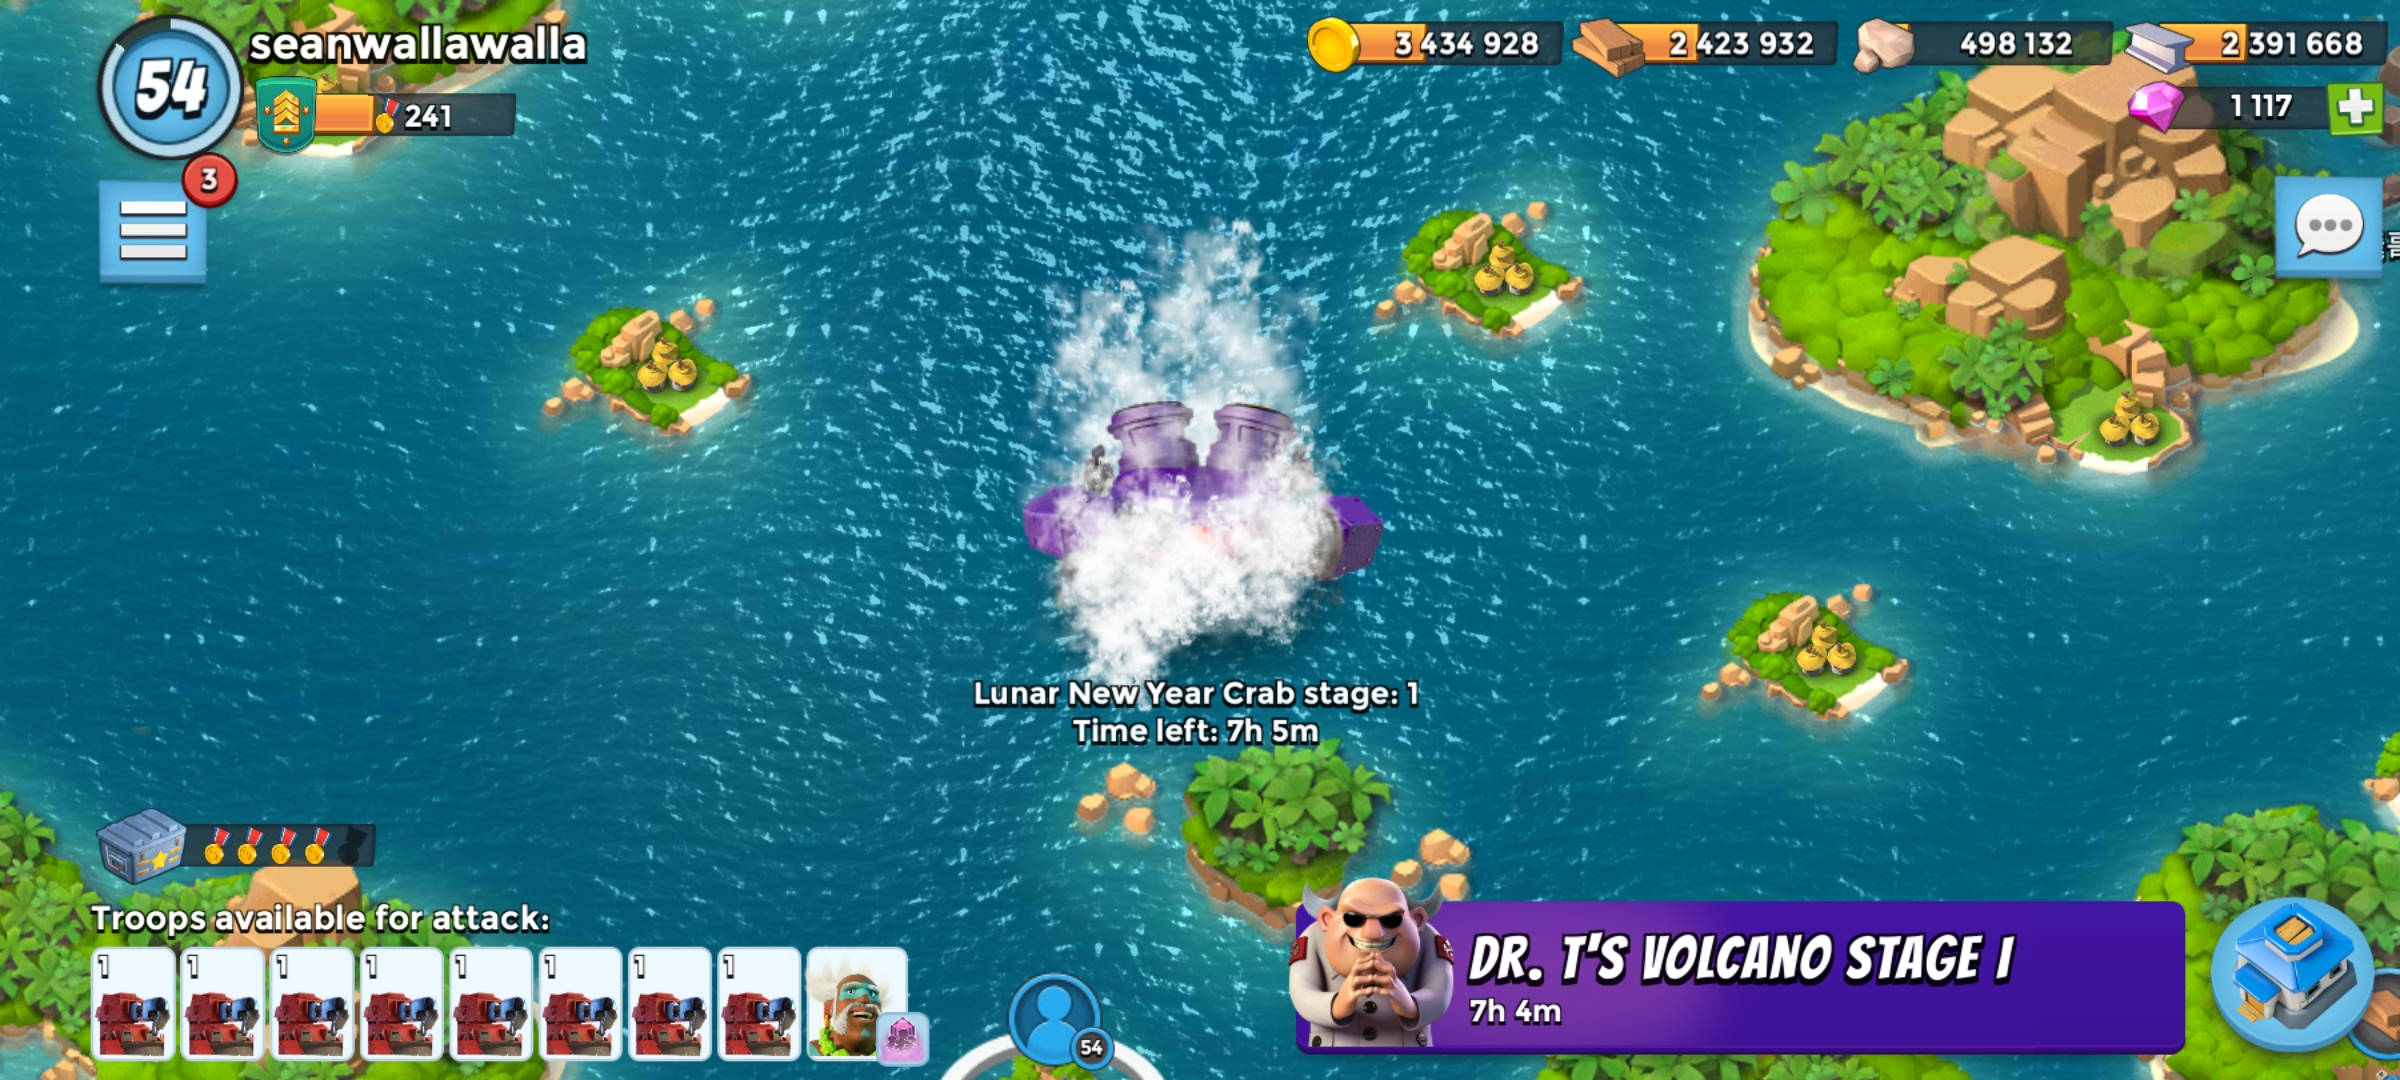 54
seanwallawalla
241
3
3 434 928
2 423 932
498 132
2 391 668
1 117
Lunar New Year Crab stage: 1
Time left: 7h 5m
Troops available for attack:
1 1 1 1 1 1 1 1
54
DR. T'S VOLCANO STAGE I
7h 4m